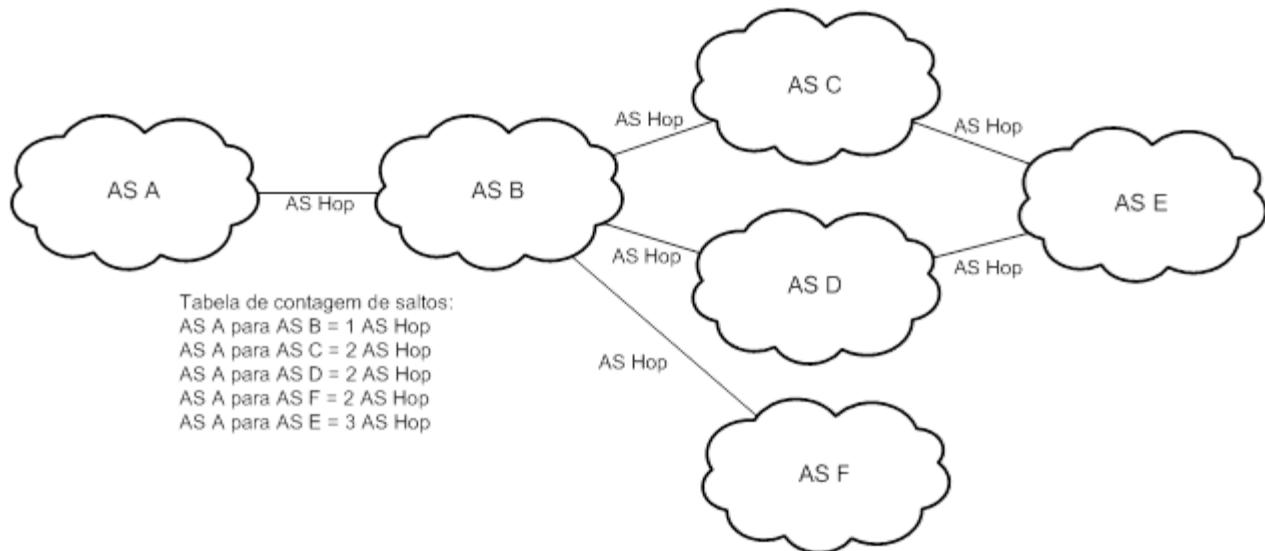 AS C
AS Hop
AS Hop
AS A
AS Hop
AS B
AS E
AS Hop
AS D
AS Hop
Tabela de contagem de saltos:
AS A para AS B = 1 AS Hop
AS A para AS C = 2 AS Hop
AS A para AS D = 2 AS Hop
AS A para AS F = 2 AS Hop
AS A para AS E = 3 AS Hop
AS Hop
AS F